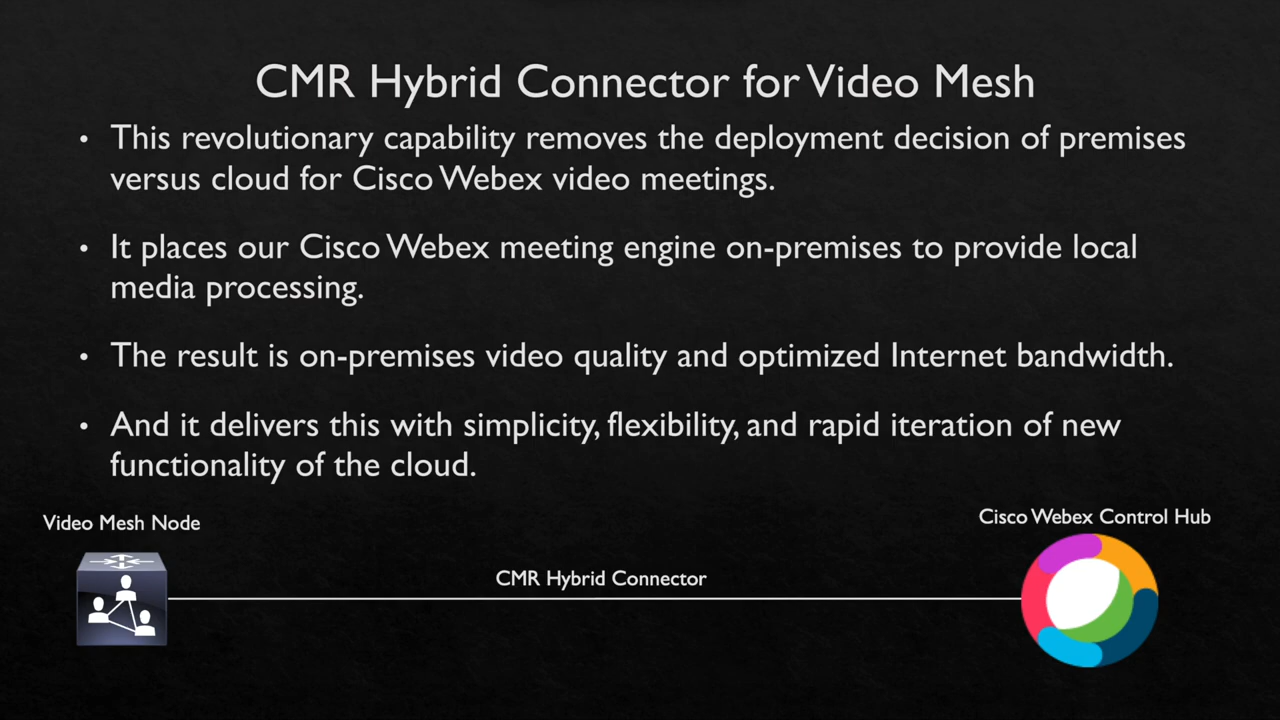 CMR Hybrid Connector for Video Mesh
• This revolutionary capability removes the deployment decision of premises
versus cloud for Cisco Webex video meetings.
• It places our Cisco Webex meeting engine on-premises to provide local
media processing.
• The result is on-premises video quality and optimized Internet bandwidth.
• And it delivers this with simplicity, flexibility, and rapid iteration of new
functionality of the cloud.
Video Mesh Node
Cisco Webex Control Hub
CMR Hybrid Connector